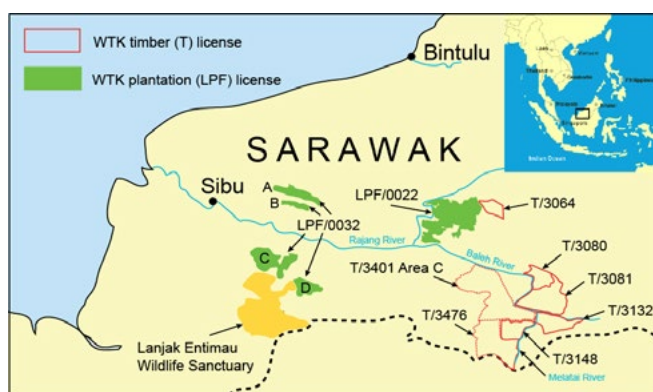 WTK timber (T) license
WTK plantation (LPF) license
Bintulu
SARAWAK
Sibu
A
B
LPF/0032
LPF/0022
T/3064
Rajang River
Baleh River
T/3080
T/3081
T/3132
T/3401 Area C
T/3476
T/3148
C
D
Lanjak Entimau
Wildlife Sanctuary
Melatai River
Indian Ocean